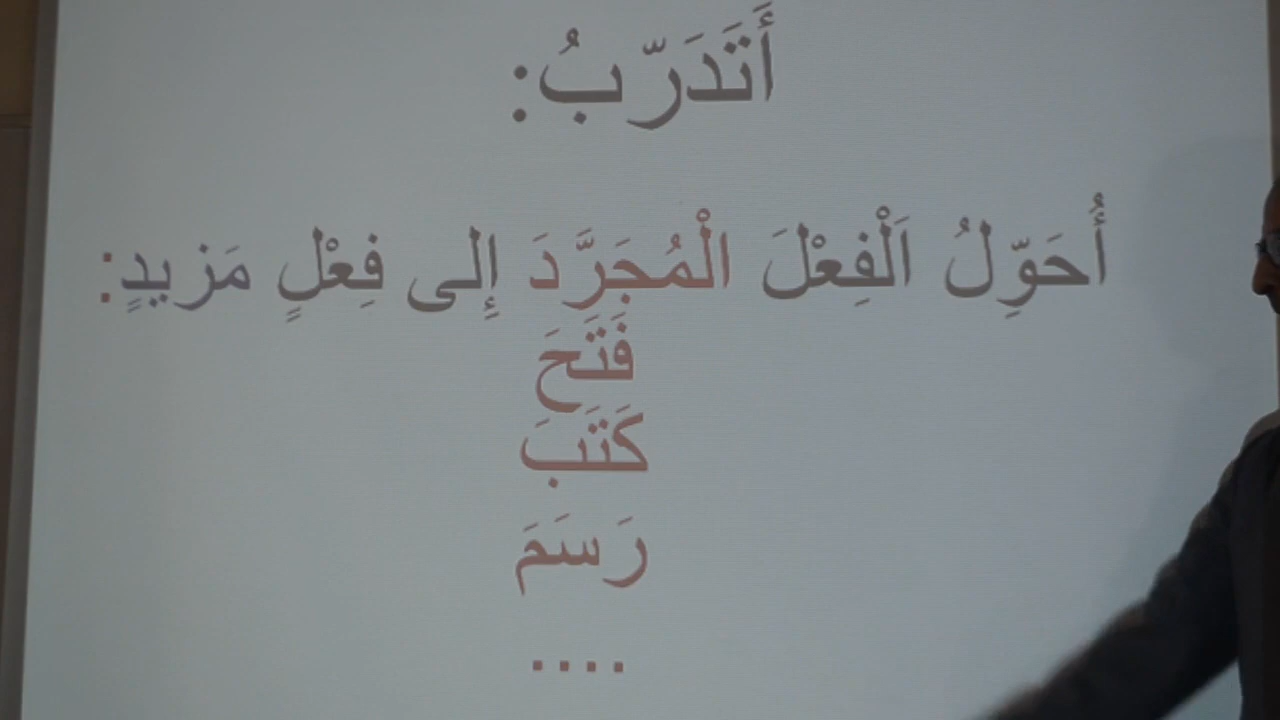 أَتَدَرّبُ:
أُحَوِّلُ اَلْفِعْلَ الْمُجَرَّدَ إِلى فِعْلٍ مَزيدٍ:
فَتَحَ
كَتَبَ
رَسَمَ
....